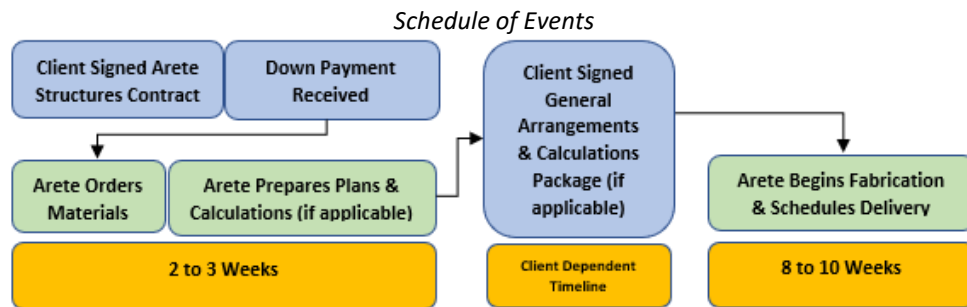 Schedule of Events
Client Signed Arete
Structures Contract
Down Payment
Received
Client Signed
General
Arrangements
& Calculations
Package (if
applicable)
Arete Orders
Materials
Arete Prepares Plans &
Calculations (if applicable)
Arete Begins Fabrication
& Schedules Delivery
2 to 3 Weeks
Client Dependent
Timeline
8 to 10 Weeks